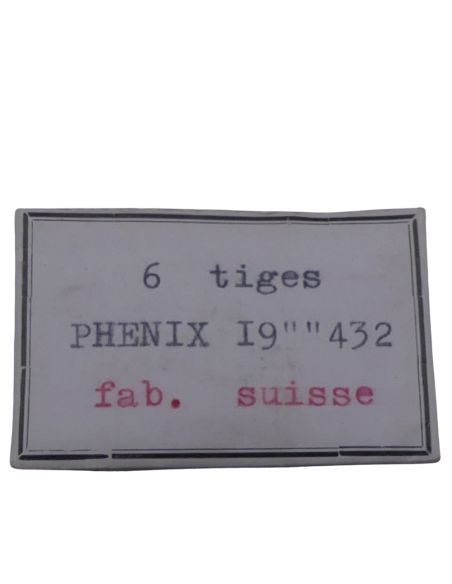 6 tiges
PHENIX I9""432
fab. suisse